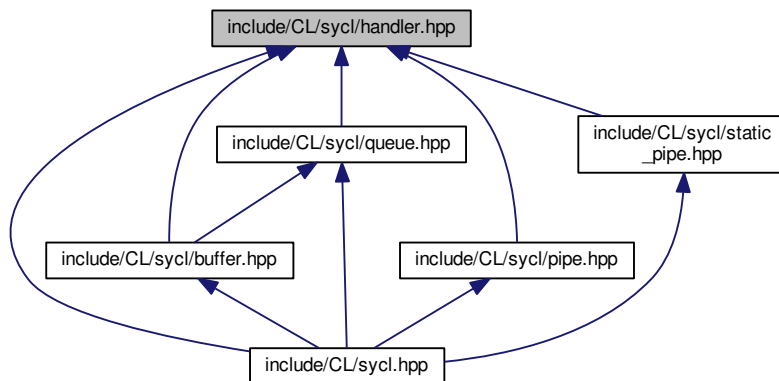 include/CL/sycl/handler.hpp
include/CL/sycl/static
_pipe.hpp
include/CL/sycl/queue.hpp
include/CL/sycl/buffer.hpp
include/CL/sycl/pipe.hpp
include/CL/sycl.hpp